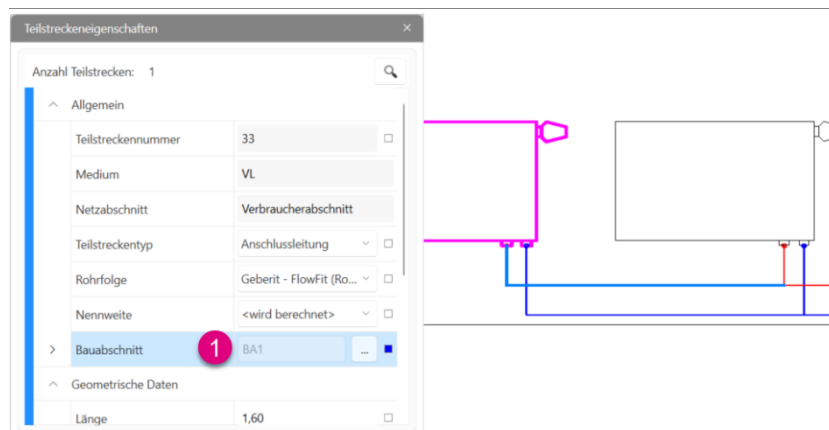 Teilstreckeneigenschaften
Anzahl Teilstrecken: 1
Allgemein
Teilstreckennummer 33
Medium VL
Netzabschnitt Verbraucherabschnitt
Teilstreckentyp Anschlussleitung
Rohrfolge Geberit - FlowFit (Ro...
Nennweite <wird berechnet>
Bauabschnitt 1 BA1 ...
Geometrische Daten
Länge 1,60